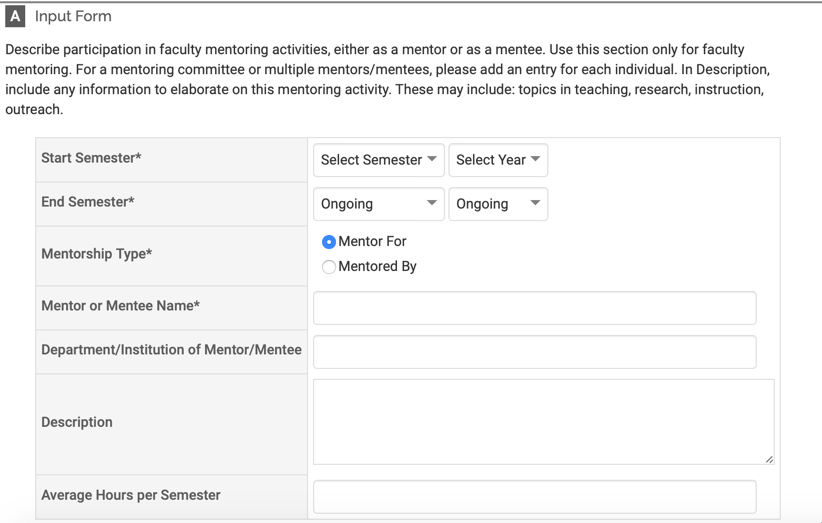 A Input Form
Describe participation in faculty mentoring activities, either as a mentor or as a mentee. Use this section only for faculty
mentoring. For a mentoring committee or multiple mentors/mentees, please add an entry for each individual. In Description,
include any information to elaborate on this mentoring activity. These may include: topics in teaching, research, instruction,
outreach.
Start Semester* Select Semester Select Year
End Semester* Ongoing Ongoing
Mentorship Type* Mentor For
Mentored By
Mentor or Mentee Name*
Department/Institution of Mentor/Mentee
Description
Average Hours per Semester